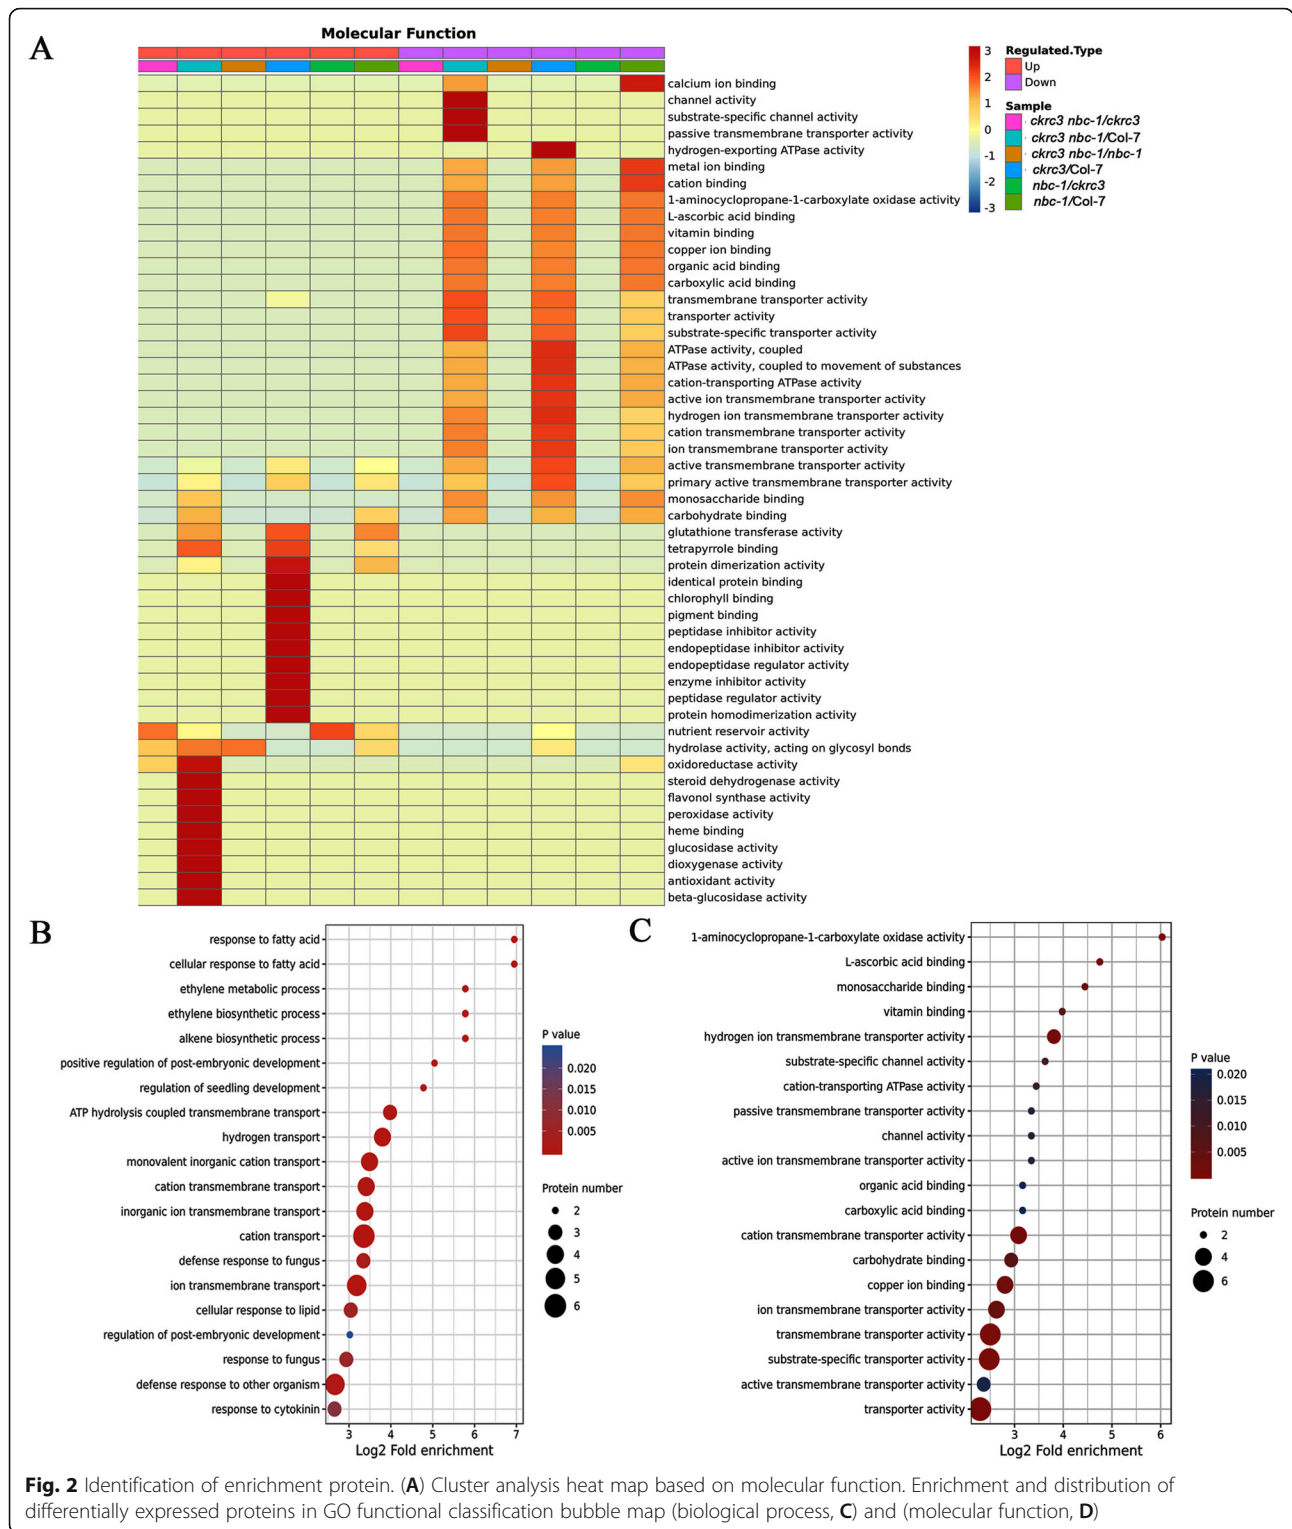 A
Molecular Function
calcium ion binding
channel activity
substrate-specific channel activity
passive transmembrane transporter activity
hydrogen-exporting ATPase activity
metal ion binding
cation binding
1-aminocyclopropane-1-carboxylate oxidase activity
L-ascorbic acid binding
vitamin binding
copper ion binding
organic acid binding
carboxylic acid binding
transmembrane transporter activity
transporter activity
substrate-specific transporter activity
ATPase activity, coupled
ATPase activity, coupled to movement of substances
cation-transporting ATPase activity
active ion transmembrane transporter activity
hydrogen ion transmembrane transporter activity
cation transmembrane transporter activity
ion transmembrane transporter activity
active transmembrane transporter activity
primary active transmembrane transporter activity
monosaccharide binding
carbohydrate binding
glutathione transferase activity
tetrapyrrole binding
protein dimerization activity
identical protein binding
chlorophyll binding
pigment binding
peptidase inhibitor activity
endopeptidase inhibitor activity
endopeptidase regulator activity
enzyme inhibitor activity
peptidase regulator activity
protein homodimerization activity
nutrient reservoir activity
hydrolase activity, acting on glycosyl bonds
oxidoreductase activity
steroid dehydrogenase activity
flavonol synthase activity
peroxidase activity
heme binding
glucosidase activity
dioxygenase activity
antioxidant activity
beta-glucosidase activity
3
2
1
0
-1
-2
-3
Regulated.Type
Up
Down
Sample
ckrc3 nbc-1/ckrc3
ckrc3 nbc-1/Col-7
ckrc3 nbc-1/nbc-1
ckrc3/Col-7
nbc-1/ckrc3
nbc-1/Col-7
B
response to fatty acid
cellular response to fatty acid
ethylene metabolic process
ethylene biosynthetic process
alkene biosynthetic process
positive regulation of post-embryonic development
regulation of seedling development
ATP hydrolysis coupled transmembrane transport
hydrogen transport
monovalent inorganic cation transport
cation transmembrane transport
inorganic ion transmembrane transport
cation transport
defense response to fungus
ion transmembrane transport
cellular response to lipid
regulation of post-embryonic development
response to fungus
defense response to other organism
response to cytokinin
3 4 5 6 7
Log2 Fold enrichment
P value
0.020
0.010
0.005
Protein number
2
3
4
5
6
C
1-aminocyclopropane-1-carboxylate oxidase activity
L-ascorbic acid binding
monosaccharide binding
vitamin binding
hydrogen ion transmembrane transporter activity
substrate-specific channel activity
cation-transporting ATPase activity
passive transmembrane transporter activity
channel activity
active ion transmembrane transporter activity
organic acid binding
carboxylic acid binding
cation transmembrane transporter activity
carbohydrate binding
copper ion binding
ion transmembrane transporter activity
transmembrane transporter activity
substrate-specific transporter activity
active transmembrane transporter activity
transporter activity
3 4 5 6
Log2 Fold enrichment
P value
0.020
0.015
0.010
0.005
Protein number
2
4
6
Fig. 2 Identification of enrichment protein. (A) Cluster analysis heat map based on molecular function. Enrichment and distribution of
differentially expressed proteins in GO functional classification bubble map (biological process, C) and (molecular function, D)